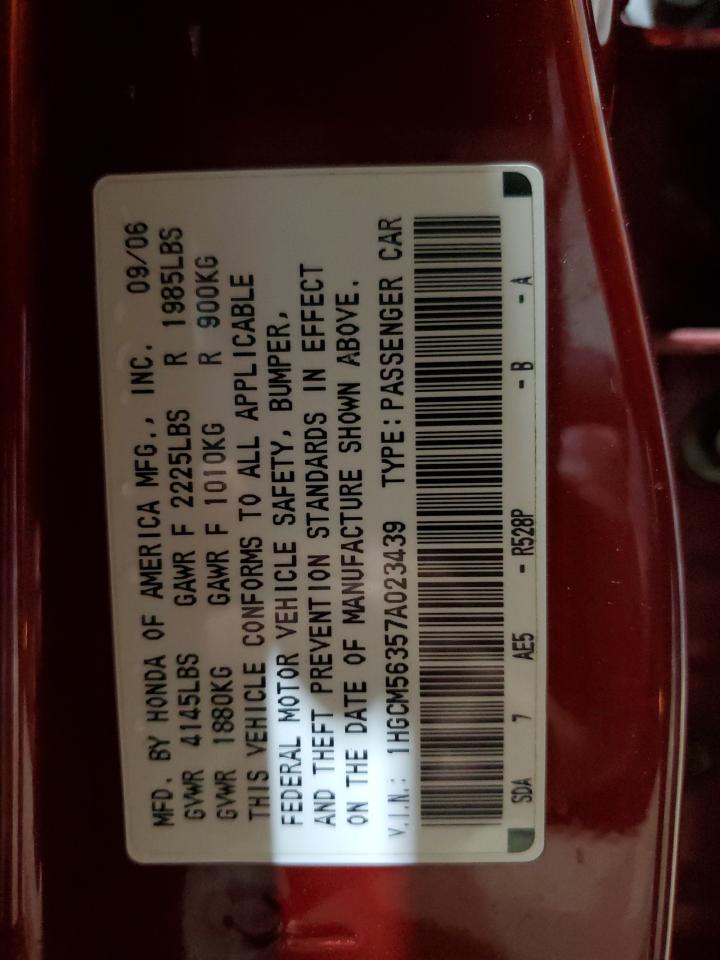 MFD. BY HONDA OF AMERICA MFG., INC. 09/06
GVWR 4145LBS GAWR F 2225LBS R 1985LBS
GVWR 1880KG GAWR F 1010KG R 900KG
THIS VEHICLE CONFORMS TO ALL APPLICABLE
FEDERAL MOTOR VEHICLE SAFETY, BUMPER,
AND THEFT PREVENTION STANDARDS IN EFFECT
ON THE DATE OF MANUFACTURE SHOWN ABOVE.
V.I.N.: 1HGCM56357A023439 TYPE:PASSENGER CAR
SDA 7 AE5 - R528P - B - A